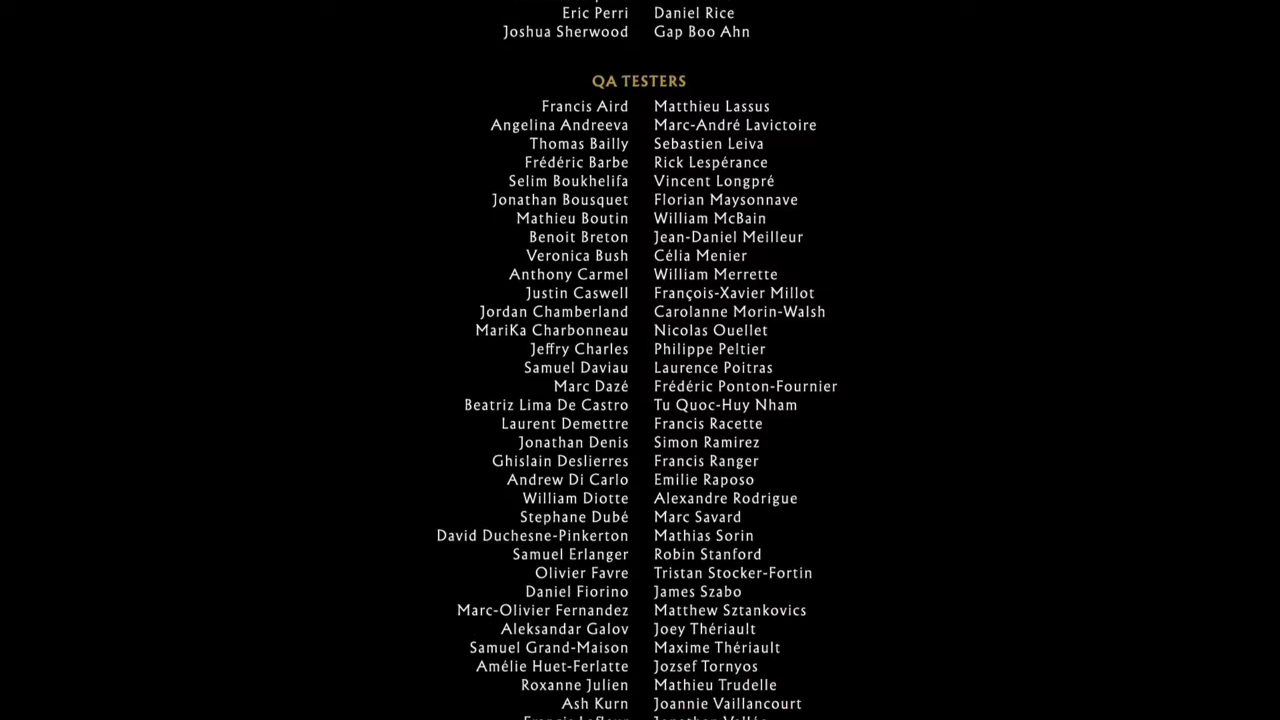 Eric Perri Daniel Rice
Joshua Sherwood Gap Boo Ahn
QA TESTERS
Francis Aird Matthieu Lassus
Angelina Andreeva Marc-André Lavictoire
Thomas Bailly Sebastien Leiva
Frédéric Barbe Rick Lespérance
Selim Boukhelifa Vincent Longpré
Jonathan Bousquet Florian Maysonnave
Mathieu Boutin William McBain
Benoit Breton Jean-Daniel Meilleur
Veronica Bush Célia Menier
Anthony Carmel William Merrette
Justin Caswell François-Xavier Millot
Jordan Chamberland Carolanne Morin-Walsh
MariKa Charbonneau Nicolas Ouellet
Jeffry Charles Philippe Peltier
Samuel Daviau Laurence Poitras
Marc Dazé Frédéric Ponton-Fournier
Beatriz Lima De Castro Tu Quoc-Huy Nham
Laurent Demettre Francis Racette
Jonathan Denis Simon Ramirez
Ghislain Deslierres Francis Ranger
Andrew Di Carlo Emilie Raposo
William Diotte Alexandre Rodrigue
Stephane Dubé Marc Savard
David Duchesne-Pinkerton Mathias Sorin
Samuel Erlanger Robin Stanford
Olivier Favre Tristan Stocker-Fortin
Daniel Fiorino James Szabo
Marc-Olivier Fernandez Matthew Sztankovics
Aleksandar Galov Joey Thériault
Samuel Grand-Maison Maxime Thériault
Amélie Huet-Ferlatte Jozsef Tornyos
Roxanne Julien Mathieu Trudelle
Ash Kurn Joannie Vaillancourt